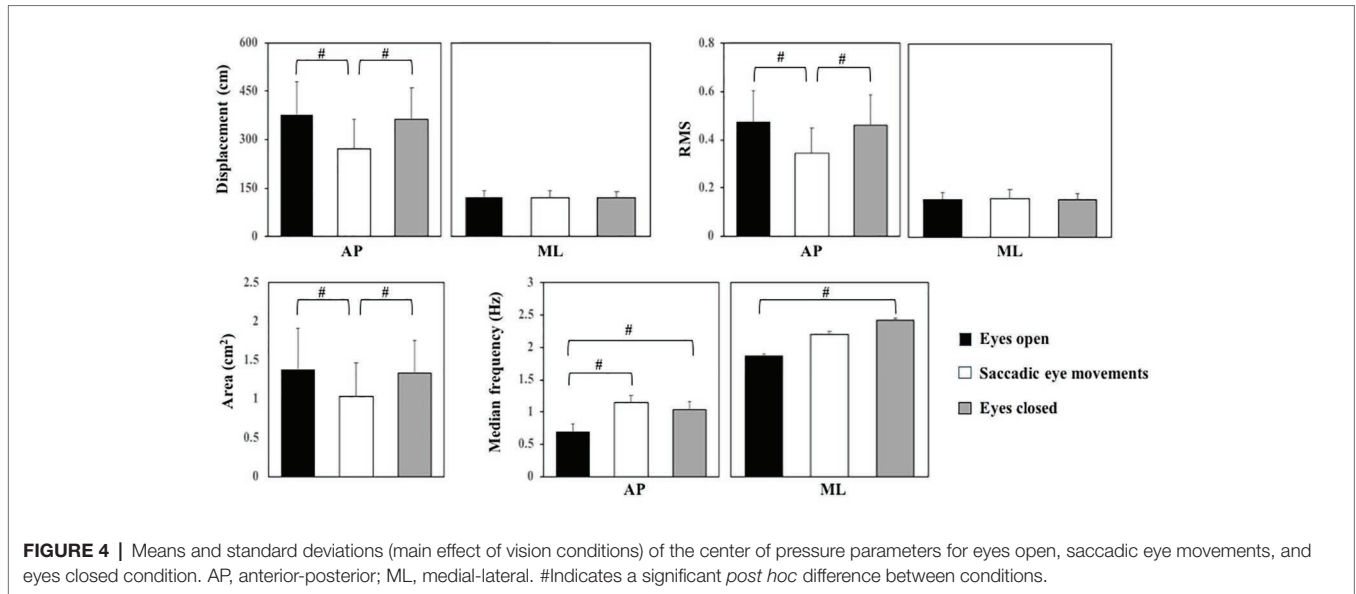 600
450
300
150
0
Displacement (cm)
#
#
AP
ML
0.8
0.6
0.4
0.2
0
RMS
#
#
AP
ML
2.5
2
1.5
1
0.5
0
Area (cm²)
#
#
3
2.5
2
1.5
1
0.5
0
Median frequency (Hz)
#
#
AP
#
ML
Eyes open
Saccadic eye movements
Eyes closed
FIGURE 4 | Means and standard deviations (main effect of vision conditions) of the center of pressure parameters for eyes open, saccadic eye movements, and
eyes closed condition. AP, anterior-posterior; ML, medial-lateral. #Indicates a significant post hoc difference between conditions.